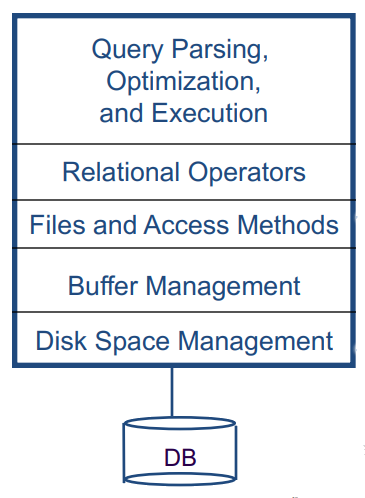 Query Parsing,
Optimization,
and Execution
Relational Operators
Files and Access Methods
Buffer Management
Disk Space Management
DB